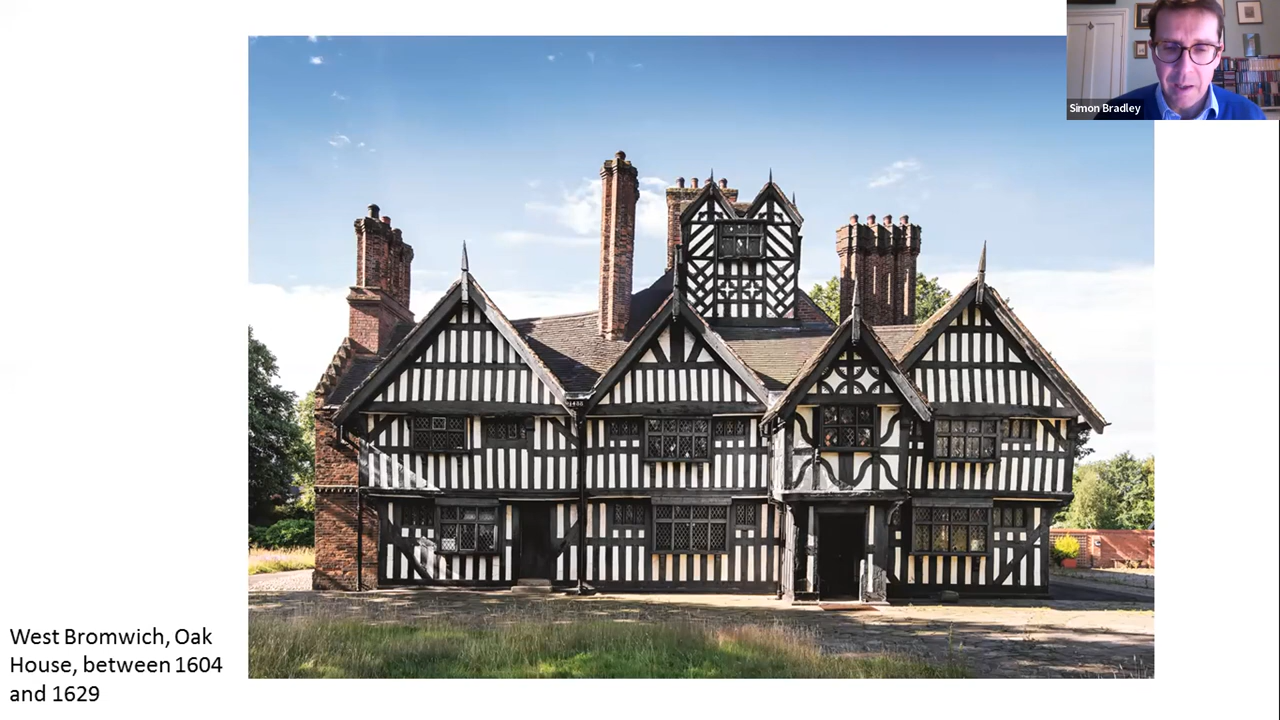 Simon Bradley
West Bromwich, Oak
House, between 1604
and 1629